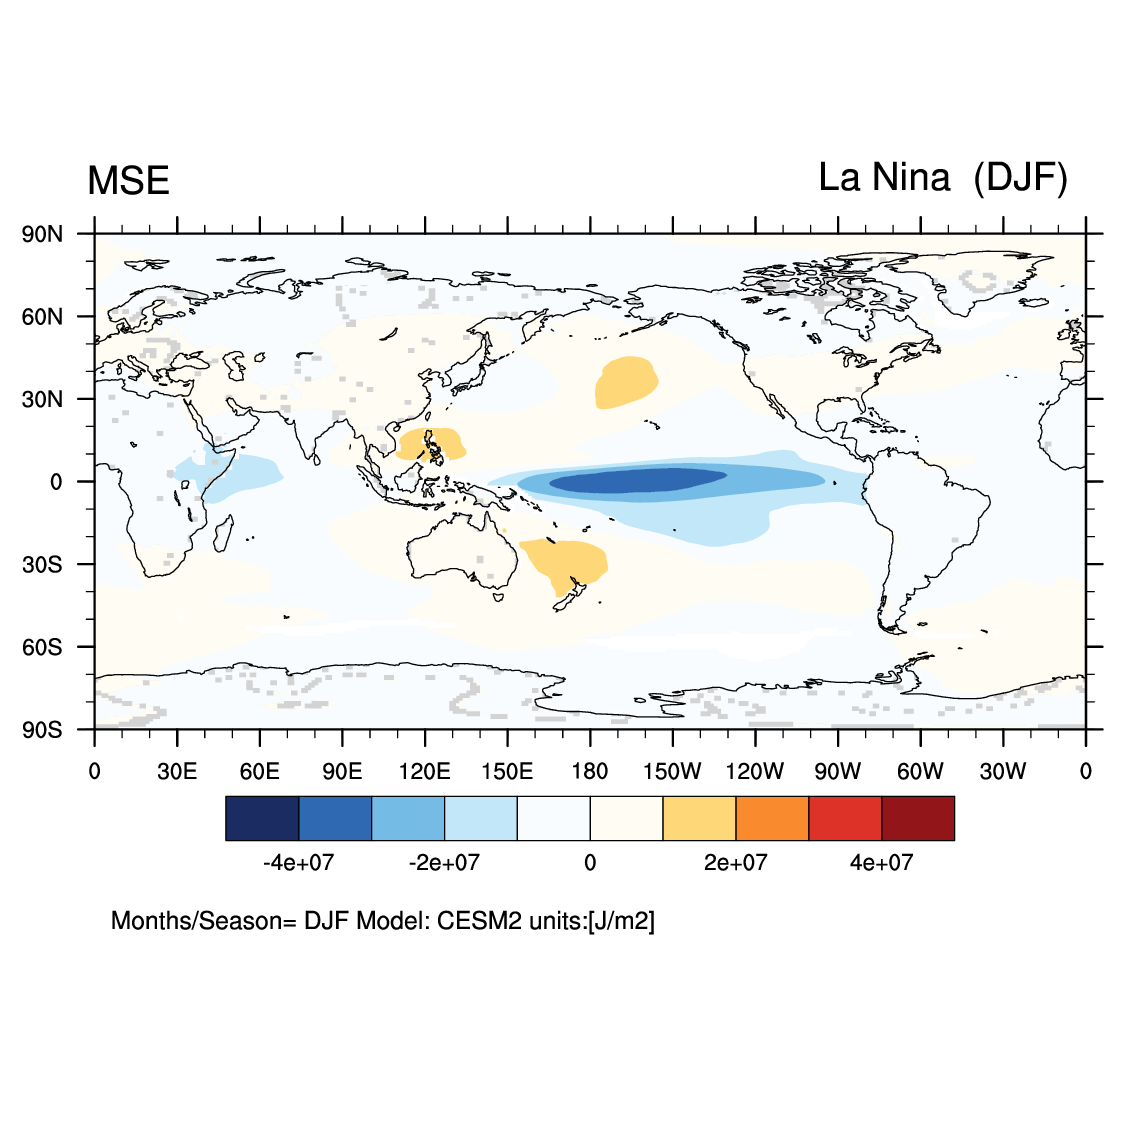 MSE La Nina (DJF)
90N
60N
30N
0
30S
60S
90S
0 30E 60E 90E 120E 150E 180 150W 120W 90W 60W 30W 0
-4e+07 -2e+07 0 2e+07 4e+07
Months/Season= DJF Model: CESM2 units:[J/m2]